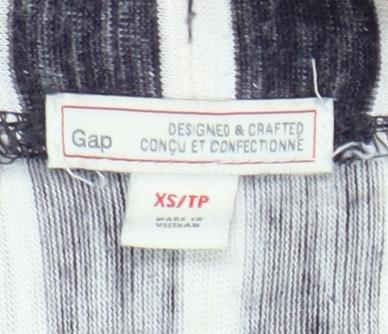 Gap
DESIGNED & CRAFTED
CONÇU ET CONFECTIONNÉ
XS/TP
MADE IN
VIETNAM